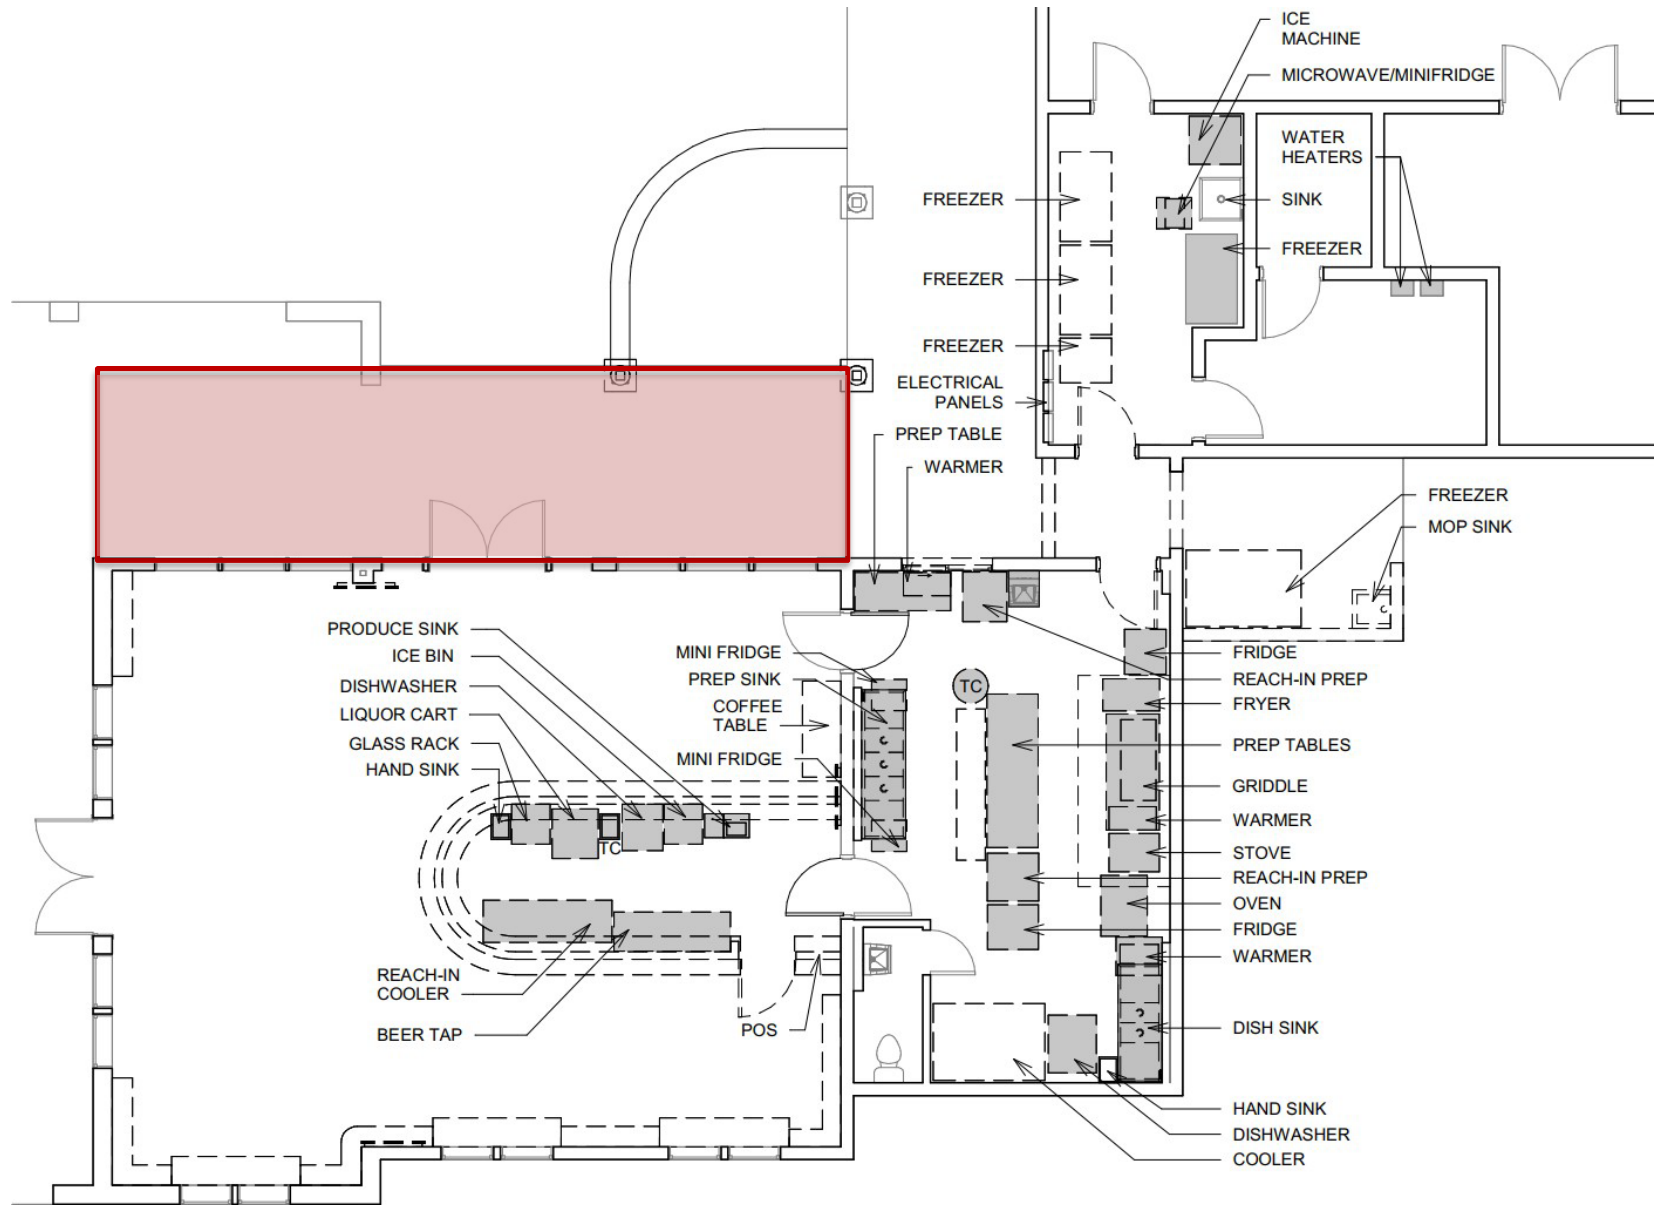 ICE
MACHINE
MICROWAVE/MINIFRIDGE
WATER
HEATERS
FREEZER
SINK
FREEZER
FREEZER
FREEZER
ELECTRICAL
PANELS
PREP TABLE
WARMER
FREEZER
MOP SINK
PRODUCE SINK
ICE BIN
DISHWASHER
LIQUOR CART
GLASS RACK
HAND SINK
MINI FRIDGE
PREP SINK
COFFEE
TABLE
MINI FRIDGE
TC
TC
FRIDGE
REACH-IN PREP
FRYER
PREP TABLES
GRIDDLE
WARMER
STOVE
REACH-IN PREP
OVEN
FRIDGE
WARMER
REACH-IN
COOLER
BEER TAP
POS
DISH SINK
HAND SINK
DISHWASHER
COOLER